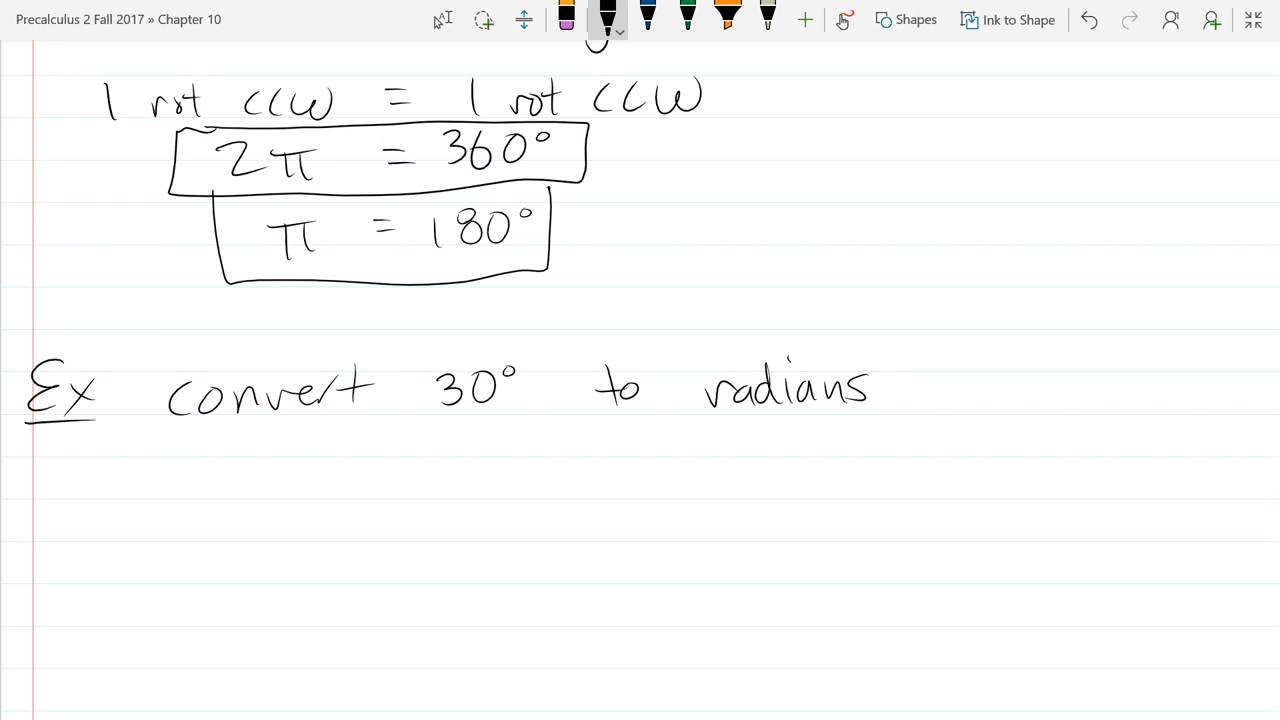 Precalculus 2 Fall 2017 » Chapter 10
Shapes
Ink to Shape
1 rot CCW = 1 rot CCW
2π = 360°
π = 180°
Ex convert 30° to radians